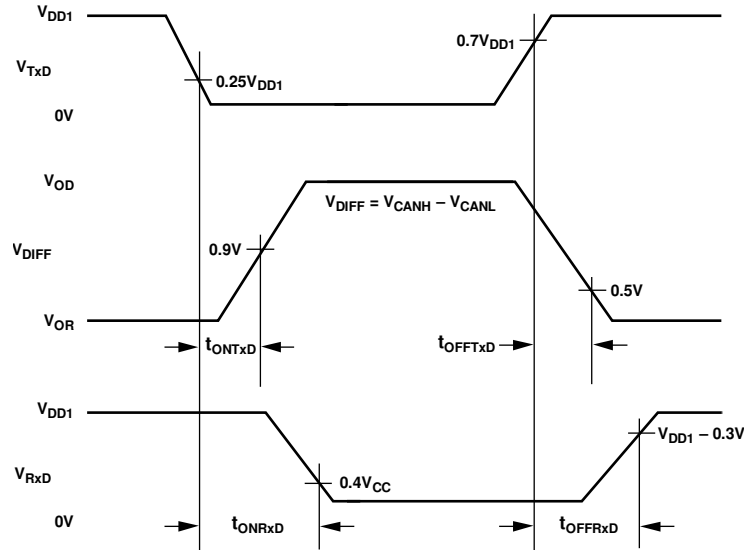 VDD1
VTxD
0V
0.25VDD1
0.7VDD1
VOD
VDIFF
VOR
VDIFF = VCANH – VCANL
0.9V
0.5V
tONTxD
tOFFTxD
VDD1
VRxD
0V
0.4VCC
VDD1 – 0.3V
tONRxD
tOFFRxD